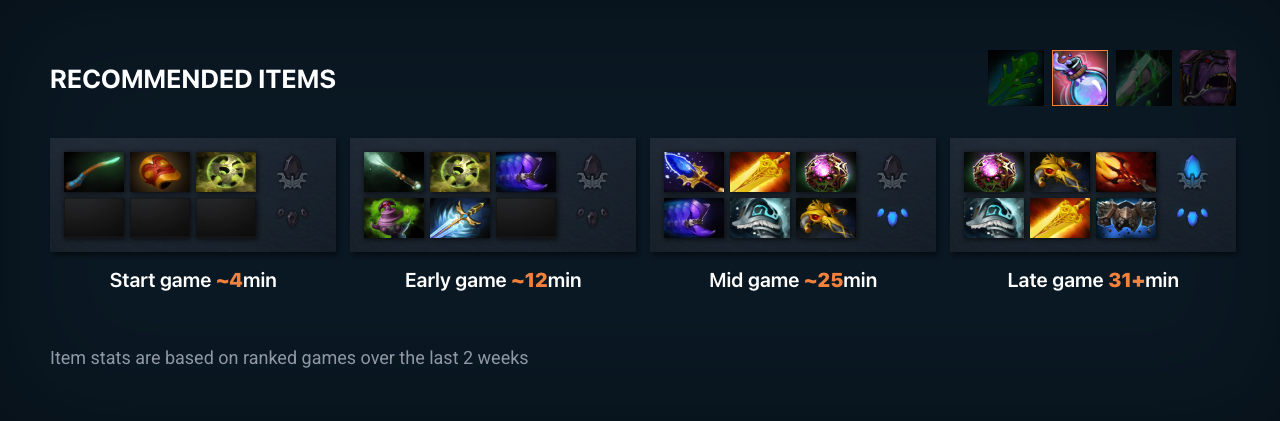 RECOMMENDED ITEMS
Start game ~4min
Early game ~12min
Mid game ~25min
Late game 31+min
Item stats are based on ranked games over the last 2 weeks